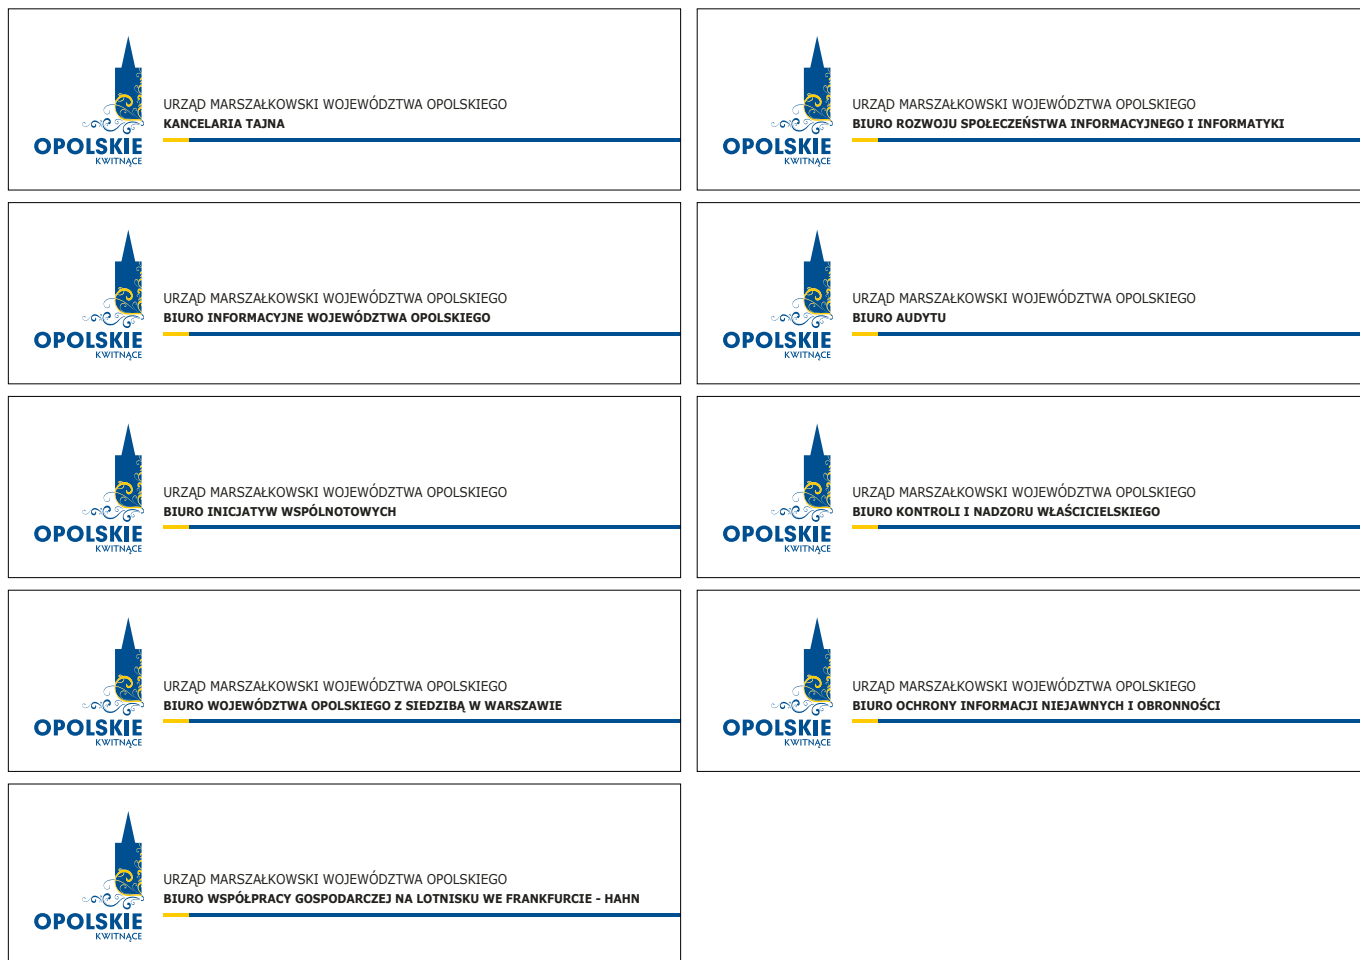 URZĄD MARSZAŁKOWSKI WOJEWÓDZTWA OPOLSKIEGO
KANCELARIA TAJNA
OPOLSKIE
KWITNĄCE
URZĄD MARSZAŁKOWSKI WOJEWÓDZTWA OPOLSKIEGO
BIURO ROZWOJU SPOŁECZEŃSTWA INFORMACYJNEGO I INFORMATYKI
OPOLSKIE
KWITNĄCE
URZĄD MARSZAŁKOWSKI WOJEWÓDZTWA OPOLSKIEGO
BIURO INFORMACYJNE WOJEWÓDZTWA OPOLSKIEGO
OPOLSKIE
KWITNĄCE
URZĄD MARSZAŁKOWSKI WOJEWÓDZTWA OPOLSKIEGO
BIURO AUDYTU
OPOLSKIE
KWITNĄCE
URZĄD MARSZAŁKOWSKI WOJEWÓDZTWA OPOLSKIEGO
BIURO INICJATYW WSPÓLNOTOWYCH
OPOLSKIE
KWITNĄCE
URZĄD MARSZAŁKOWSKI WOJEWÓDZTWA OPOLSKIEGO
BIURO KONTROLI I NADZORU WŁAŚCICIELSKIEGO
OPOLSKIE
KWITNĄCE
URZĄD MARSZAŁKOWSKI WOJEWÓDZTWA OPOLSKIEGO
BIURO WOJEWÓDZTWA OPOLSKIEGO Z SIEDZIBĄ W WARSZAWIE
OPOLSKIE
KWITNĄCE
URZĄD MARSZAŁKOWSKI WOJEWÓDZTWA OPOLSKIEGO
BIURO OCHRONY INFORMACJI NIEJAWNYCH I OBRONNOŚCI
OPOLSKIE
KWITNĄCE
URZĄD MARSZAŁKOWSKI WOJEWÓDZTWA OPOLSKIEGO
BIURO WSPÓŁPRACY GOSPODARCZEJ NA LOTNISKU WE FRANKFURCIE - HAHN
OPOLSKIE
KWITNĄCE